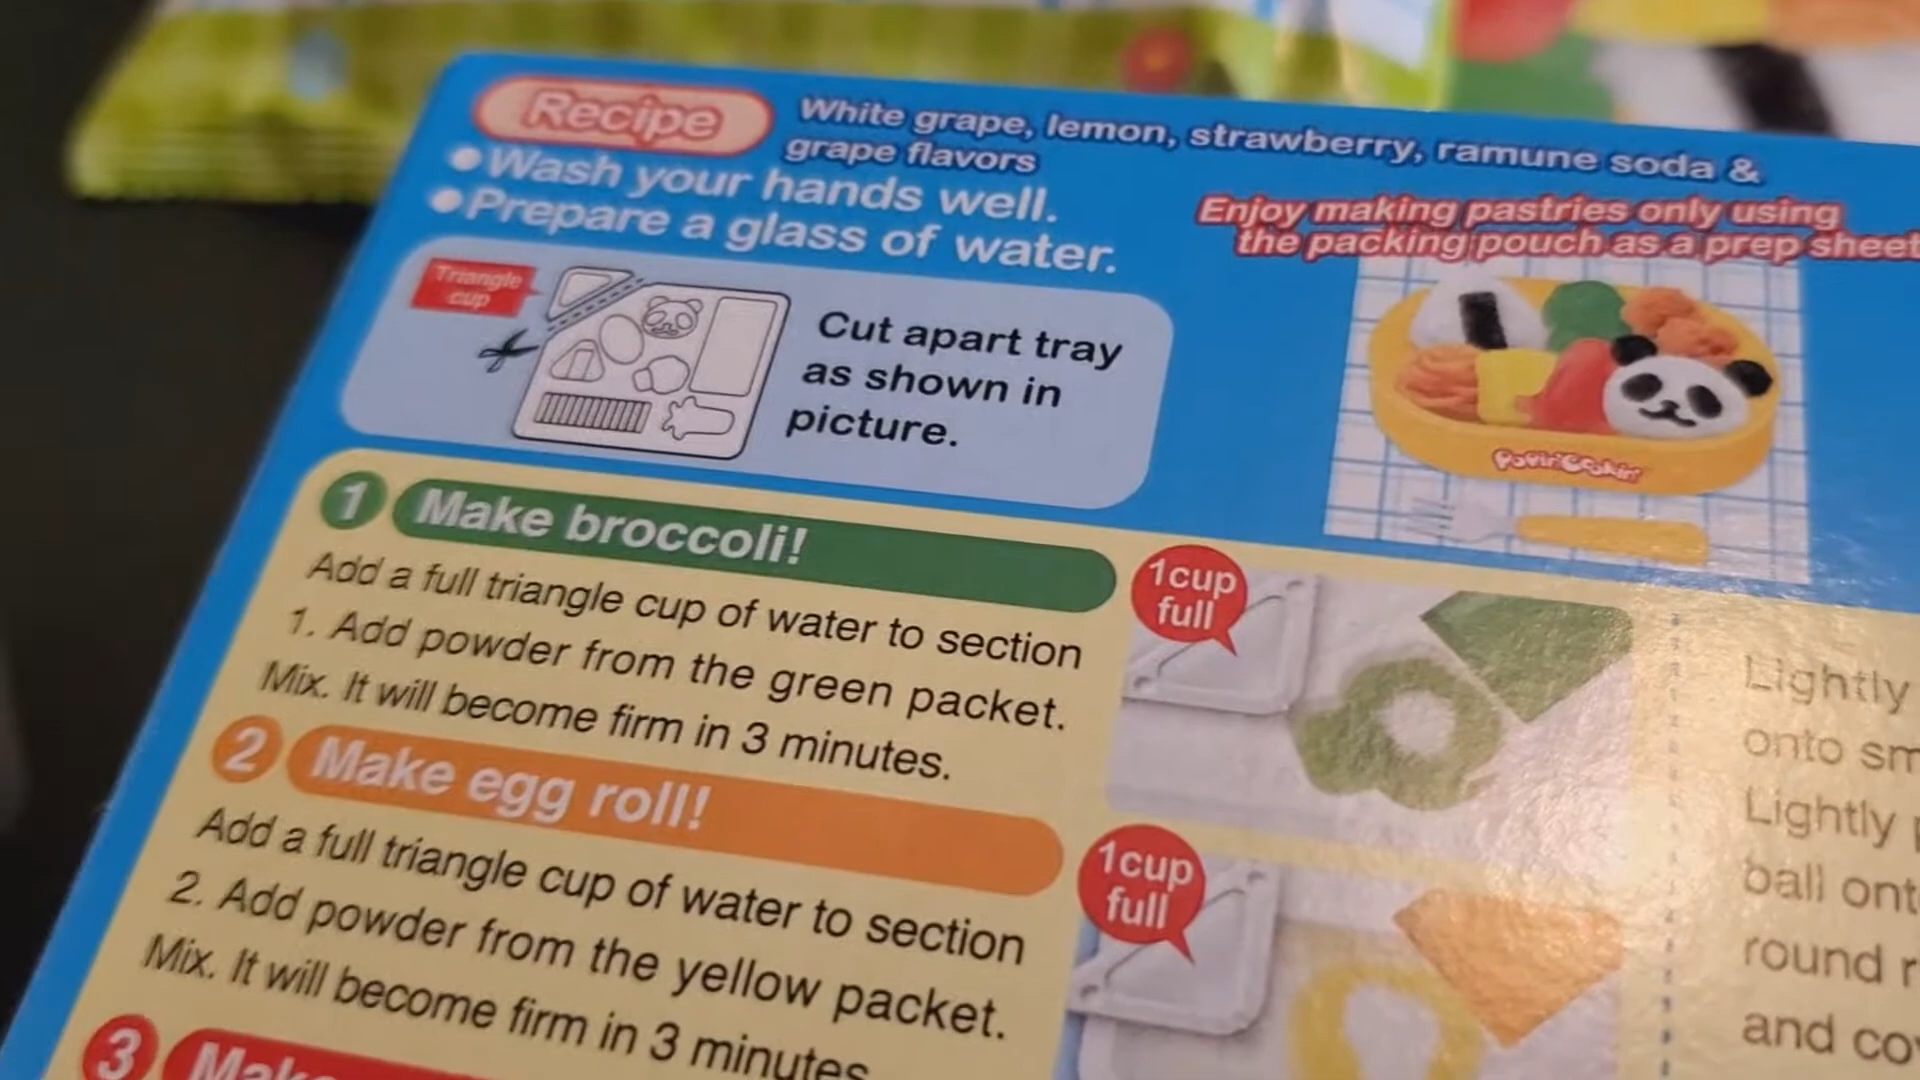 Recipe
White grape, lemon, strawberry, ramune soda &
grape flavors
Wash your hands well.
Prepare a glass of water.
Enjoy making pastries only using
the packing pouch as a prep sheet
Triangle
cup
Cut apart tray
as shown in
picture.
Popin'Cookin'
1 Make broccoli!
Add a full triangle cup of water to section
1. Add powder from the green packet.
Mix. It will become firm in 3 minutes.
1cup
full
2 Make egg roll!
Add a full triangle cup of water to section
2. Add powder from the yellow packet.
Mix. It will become firm in 3 minutes
1cup
full
3 Make
Lightly
onto
Lightly
ball
round
and